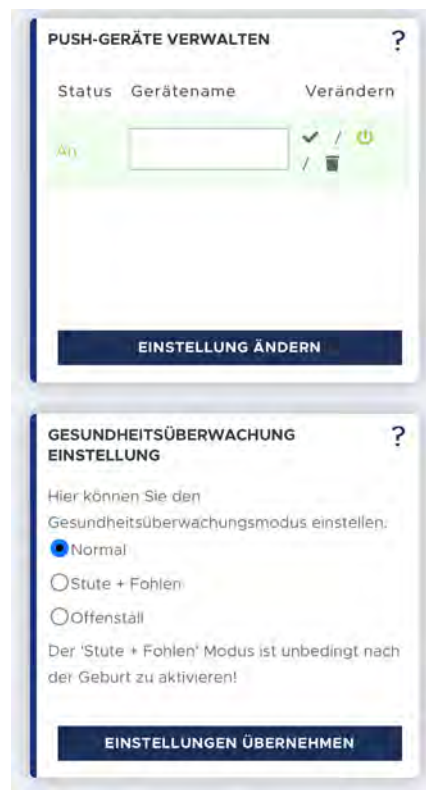 PUSH-GERÄTE VERWALTEN ?
Status Gerätename Verändern
An /
/
EINSTELLUNG ÄNDERN
GESUNDHEITSÜBERWACHUNG ?
EINSTELLUNG
Hier können Sie den
Gesundheitsüberwachungsmodus einstellen.
Normal
Stute + Fohlen
Offenstall
Der 'Stute + Fohlen' Modus ist unbedingt nach
der Geburt zu aktivieren!
EINSTELLUNGEN ÜBERNEHMEN